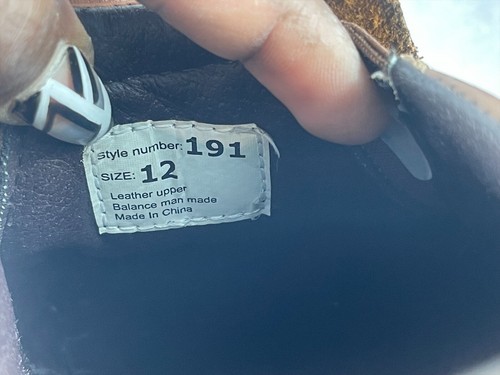 Style number: 191
SIZE: 12
Leather upper
Balance man made
Made In China